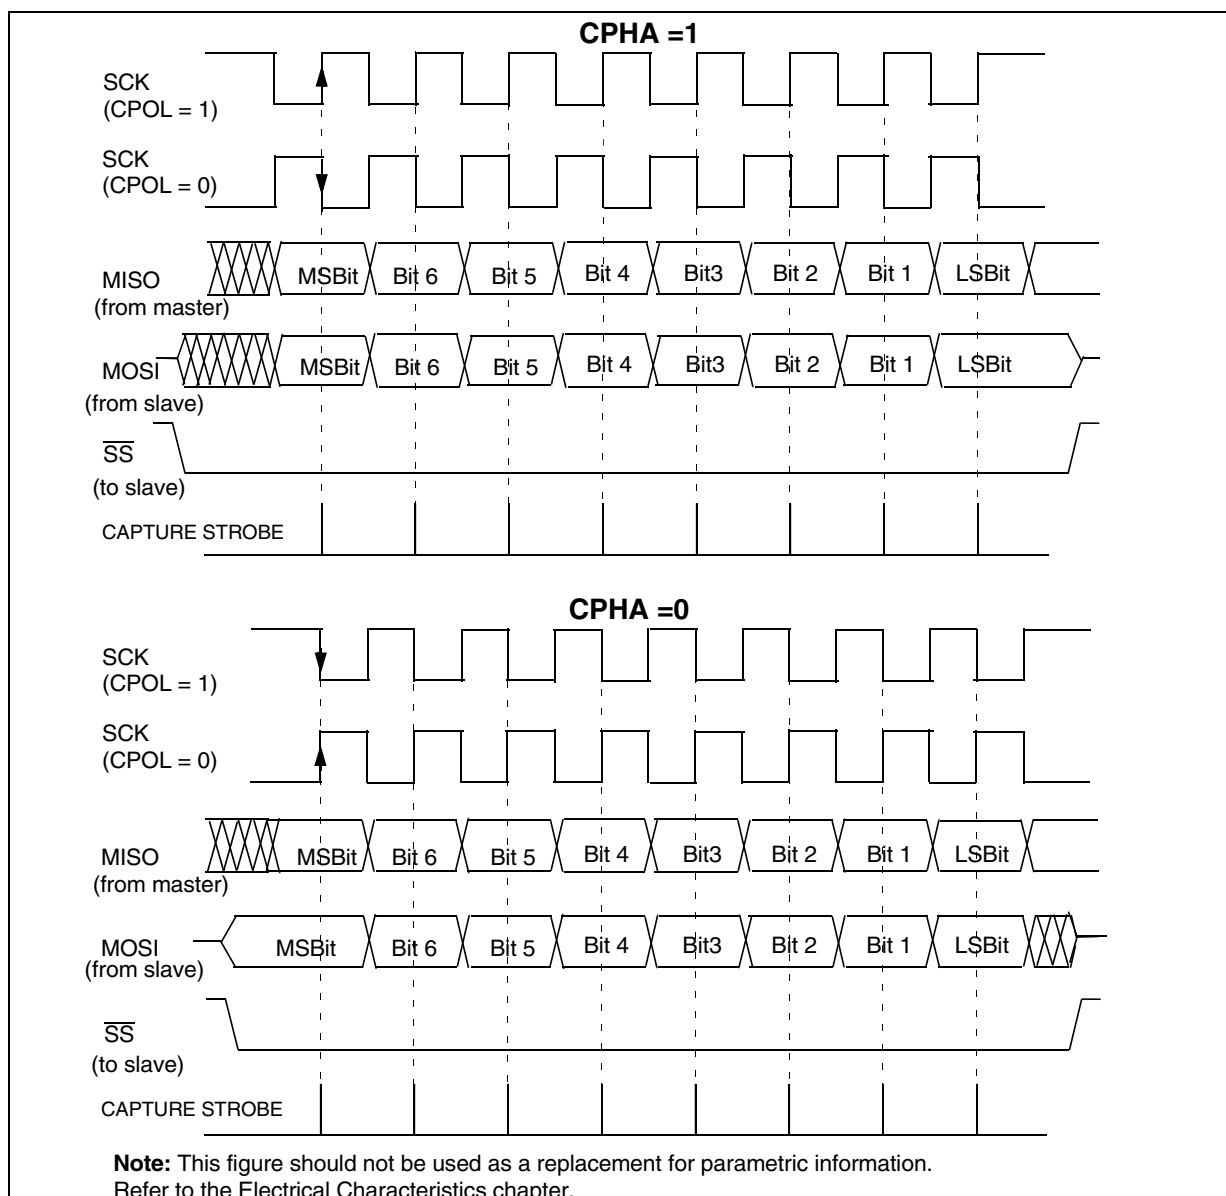 CPHA =1
SCK
(CPOL = 1)
SCK
(CPOL = 0)
MISO
(from master)
MSBit Bit 6 Bit 5 Bit 4 Bit3 Bit 2 Bit 1 LSBit
MOSI
(from slave)
MSBit Bit 6 Bit 5 Bit 4 Bit3 Bit 2 Bit 1 LSBit
SS
(to slave)
CAPTURE STROBE
CPHA =0
SCK
(CPOL = 1)
SCK
(CPOL = 0)
MISO
(from master)
MSBit Bit 6 Bit 5 Bit 4 Bit3 Bit 2 Bit 1 LSBit
MOSI
(from slave)
MSBit Bit 6 Bit 5 Bit 4 Bit3 Bit 2 Bit 1 LSBit
SS
(to slave)
CAPTURE STROBE
Note: This figure should not be used as a replacement for parametric information.
Refer to the Electrical Characteristics chapter.